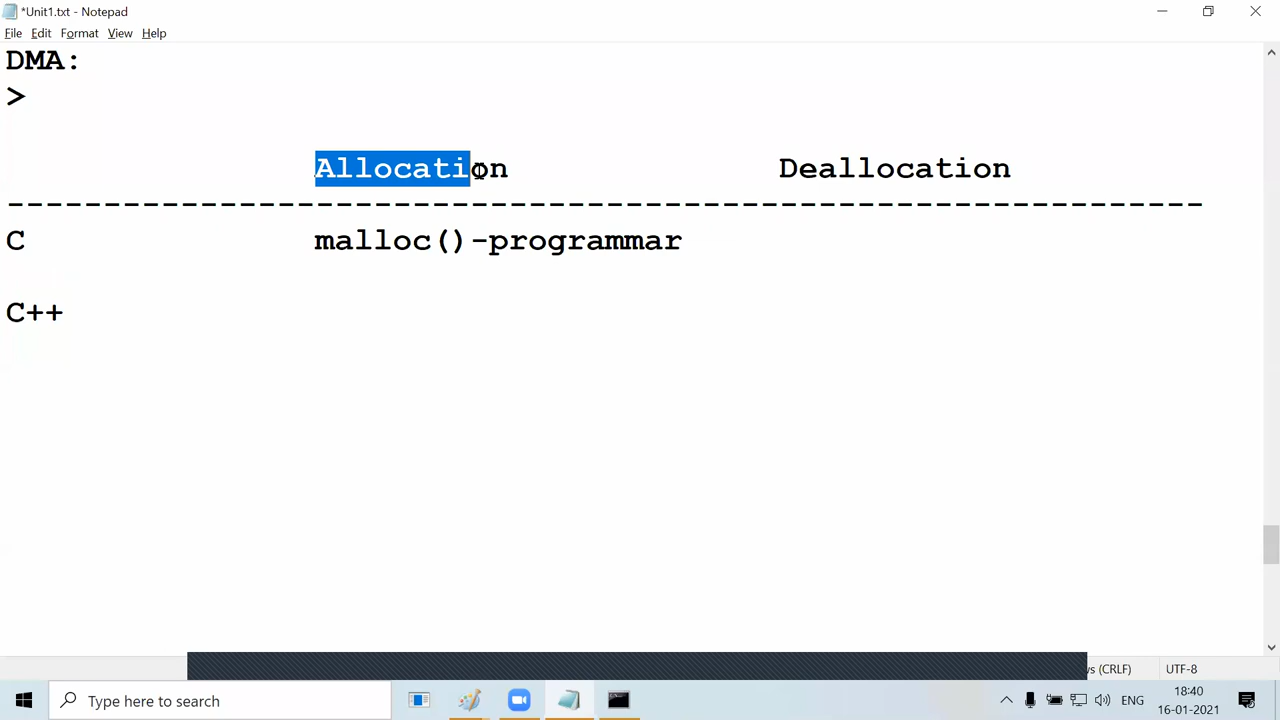 *Unit1.txt - Notepad
File Edit Format View Help
DMA:
>
Allocation Deallocation
--------------------------------------------------------------
C malloc()-programmar
C++
(CRLF) UTF-8
Type here to search
ENG
18:40
16-01-2021